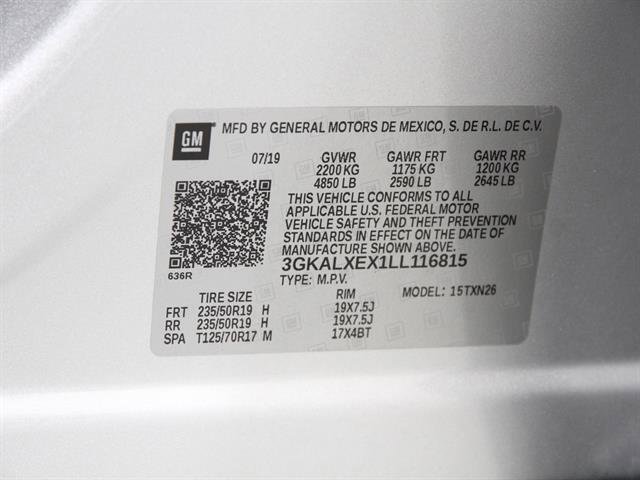 GM
MFD BY GENERAL MOTORS DE MEXICO, S. DE R.L. DE C.V.
07/19 GVWR GAWR FRT GAWR RR
2200 KG 1175 KG 1200 KG
4850 LB 2590 LB 2645 LB
THIS VEHICLE CONFORMS TO ALL
APPLICABLE U.S. FEDERAL MOTOR
VEHICLE SAFETY AND THEFT PREVENTION
STANDARDS IN EFFECT ON THE DATE OF
MANUFACTURE SHOWN ABOVE.
636R
3GKALXEX1LL116815
TYPE: M.P.V. MODEL: 15TXN26
TIRE SIZE RIM
FRT 235/50R19 H 19X7.5J
RR 235/50R19 H 19X7.5J
SPA T125/70R17 M 17X4BT